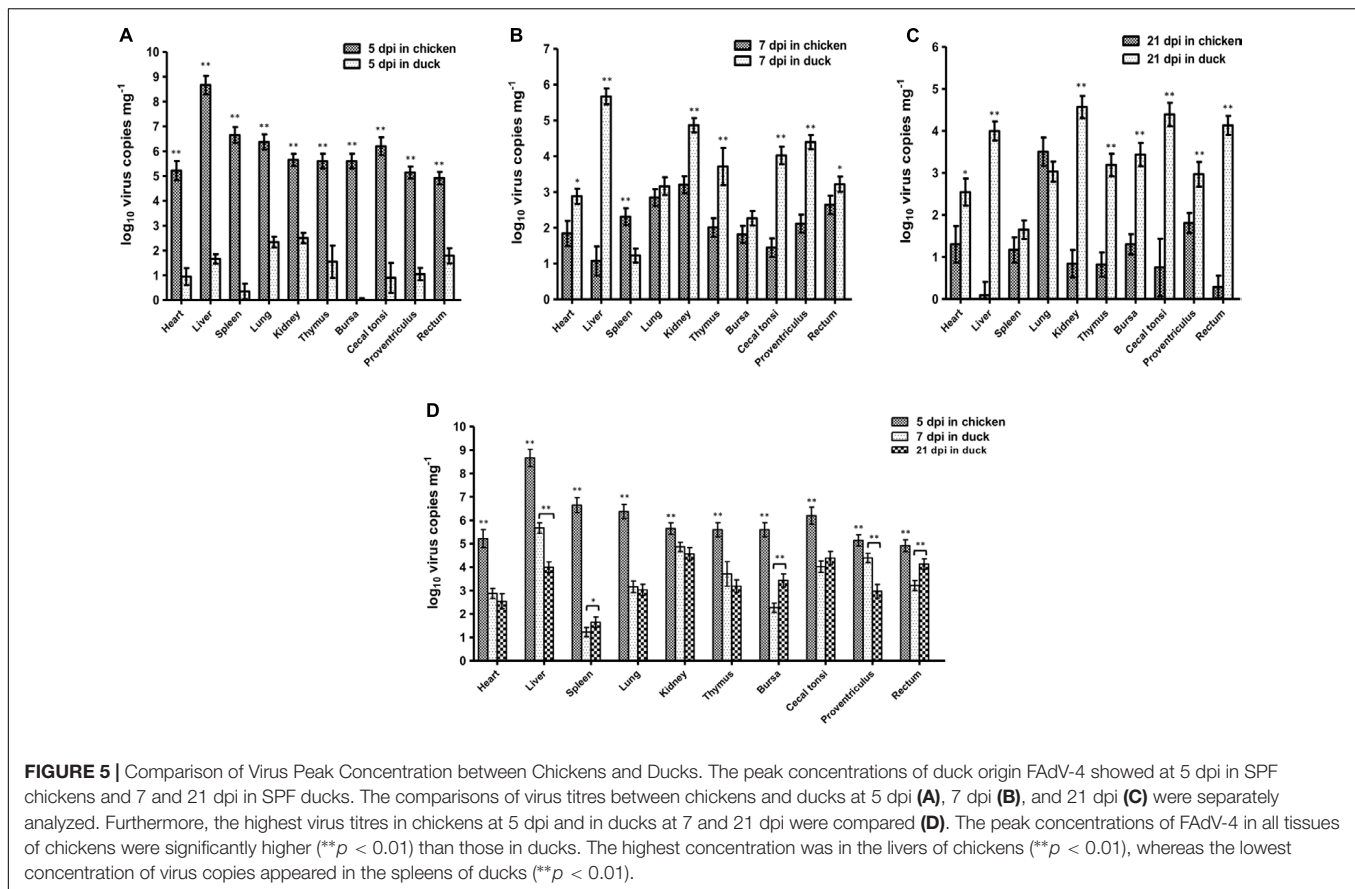 A
5 dpi in chicken
5 dpi in duck
log10 virus copies mg-1
10
9
8
7
6
5
4
3
2
1
0
** ** ** ** ** ** ** ** ** **
Heart Liver Spleen Lung Kidney Thymus Bursa Cecal tonsi Proventriculus Rectum
B
7 dpi in chicken
7 dpi in duck
log10 virus copies mg-1
7
6
5
4
3
2
1
0
* ** ** ** ** ** ** *
Heart Liver Spleen Lung Kidney Thymus Bursa Cecal tonsi Proventriculus Rectum
C
21 dpi in chicken
21 dpi in duck
log10 virus copies mg-1
6
5
4
3
2
1
0
* ** ** ** ** ** ** **
Heart Liver Spleen Lung Kidney Thymus Bursa Cecal tonsi Proventriculus Rectum
D
5 dpi in chicken
7 dpi in duck
21 dpi in duck
log10 virus copies mg-1
10
9
8
7
6
5
4
3
2
1
0
** ** ** ** * ** ** ** ** ** ** ** ** ** **
Heart Liver Spleen Lung Kidney Thymus Bursa Cecal tonsi Proventriculus Rectum
FIGURE 5 | Comparison of Virus Peak Concentration between Chickens and Ducks. The peak concentrations of duck origin FAdV-4 showed at 5 dpi in SPF
chickens and 7 and 21 dpi in SPF ducks. The comparisons of virus titres between chickens and ducks at 5 dpi (A), 7 dpi (B), and 21 dpi (C) were separately
analyzed. Furthermore, the highest virus titres in chickens at 5 dpi and in ducks at 7 and 21 dpi were compared (D). The peak concentrations of FAdV-4 in all tissues
of chickens were significantly higher (**p < 0.01) than those in ducks. The highest concentration was in the livers of chickens (**p < 0.01), whereas the lowest
concentration of virus copies appeared in the spleens of ducks (**p < 0.01).